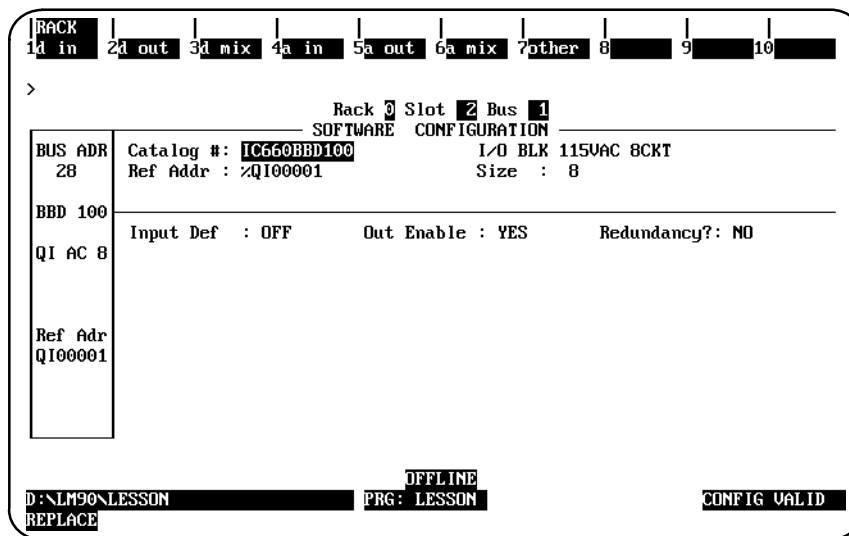 RACK
1d in 2d out 3d mix 4a in 5a out 6a mix 7other 8 9 10
>
Rack 0 Slot 2 Bus 1
SOFTWARE CONFIGURATION
BUS ADR Catalog #: IC660BBD100 I/O BLK 115VAC 8CKT
28 Ref Addr : %QI00001 Size : 8
BBD 100
Input Def : OFF Out Enable : YES Redundancy?: NO
QI AC 8
Ref Adr
QI00001
OFFLINE
D:\LM90\LESSON PRG: LESSON CONFIG VALID
REPLACE